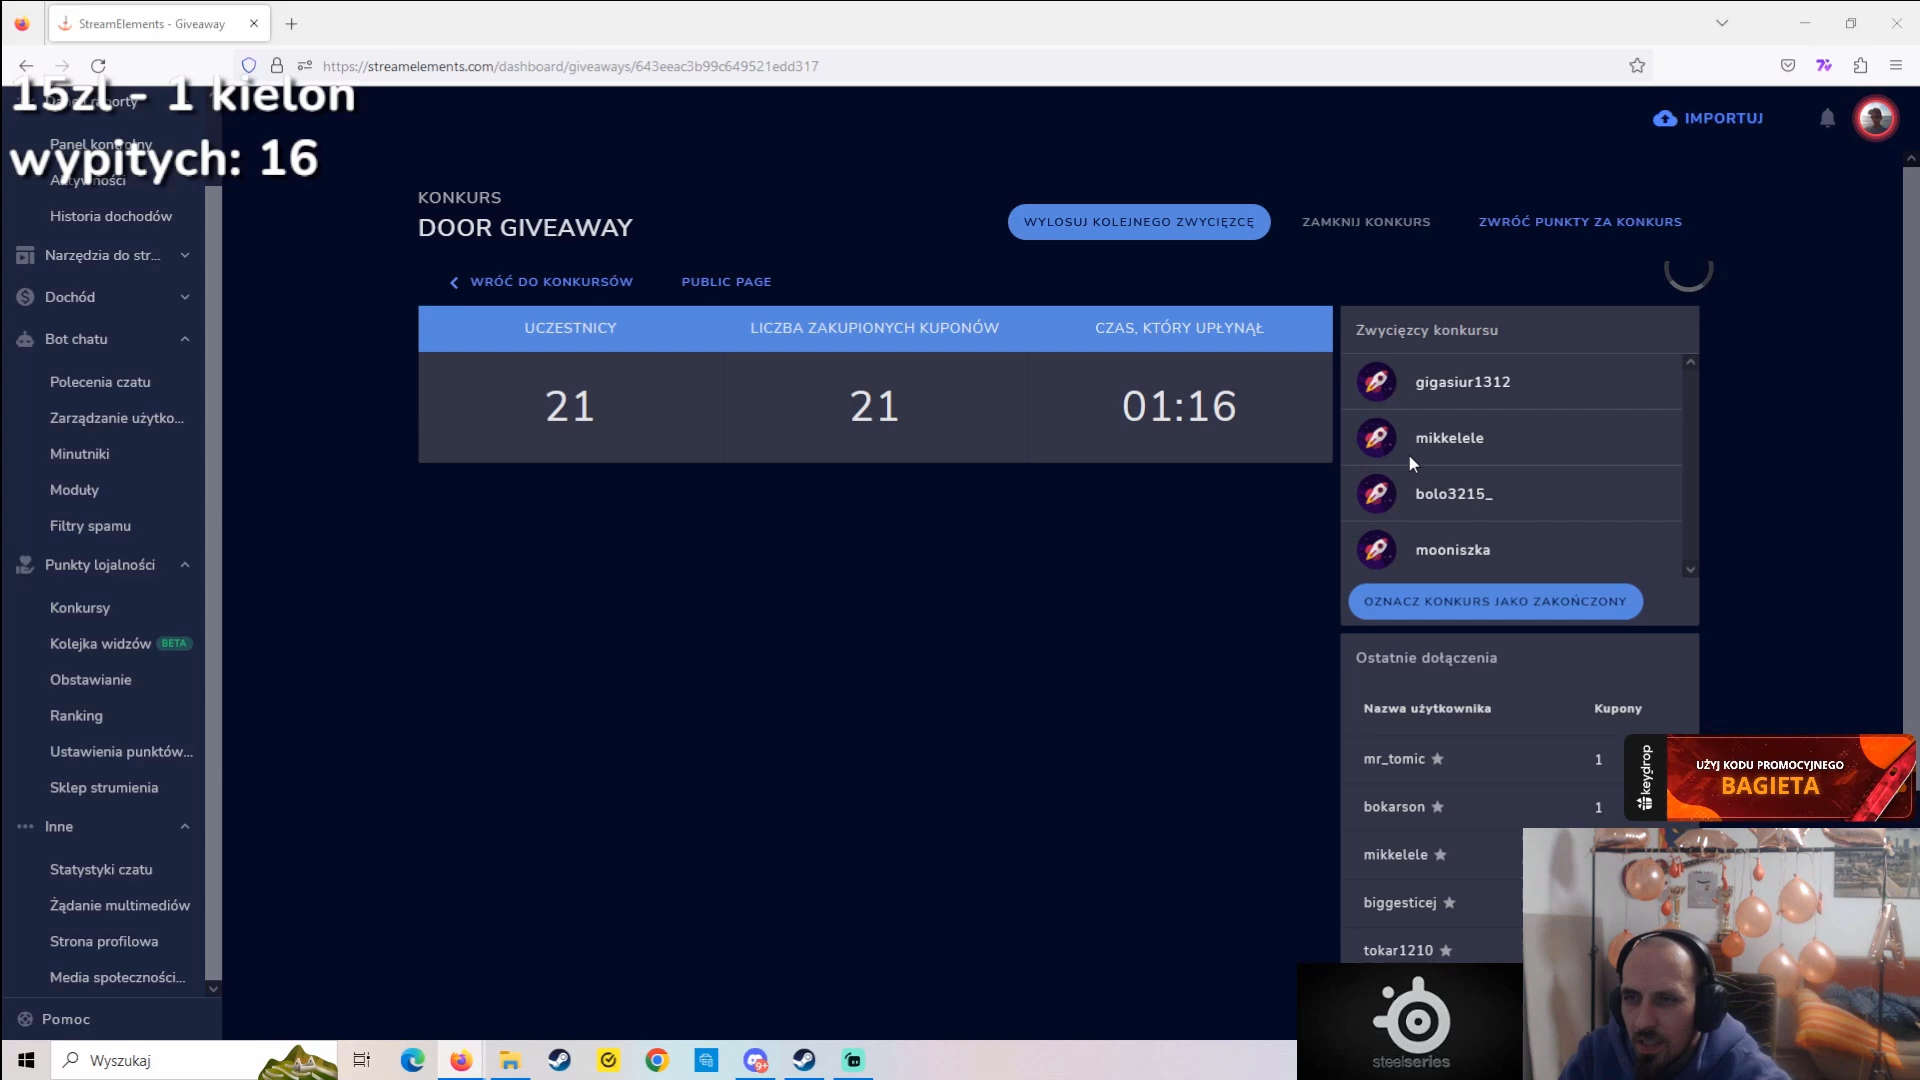 StreamElements - Giveaway
https://streamelements.com/dashboard/giveaways/643eeac3b99c649521edd317
15zl - 1 kielon
wypitych: 16
Panel kontrolny
Aktywności
Historia dochodów
Narzędzia do str...
Dochód
Bot chatu
Polecenia czatu
Zarządzanie użytko...
Minutniki
Moduły
Filtry spamu
Punkty lojalności
Konkursy
Kolejka widzów BETA
Obstawianie
Ranking
Ustawienia punktów...
Sklep strumienia
Inne
Statystyki czatu
Żądanie multimediów
Strona profilowa
Media społeczności...
Pomoc
IMPORTUJ
KONKURS
DOOR GIVEAWAY
WYLOSUJ KOLEJNEGO ZWYCIĘZCĘ
ZAMKNIJ KONKURS
ZWRÓĆ PUNKTY ZA KONKURS
WRÓĆ DO KONKURSÓW
PUBLIC PAGE
UCZESTNICY
LICZBA ZAKUPIONYCH KUPONÓW
CZAS, KTÓRY UPŁYNĄŁ
21
21
01:16
Zwycięzcy konkursu
gigasiur1312
mikkelele
bolo3215_
mooniszka
OZNACZ KONKURS JAKO ZAKOŃCZONY
Ostatnie dołączenia
Nazwa użytkownika Kupony
mr_tomic 1
bokarson 1
mikkelele
biggesticej
tokar1210
keydrop
UŻYJ KODU PROMOCYJNEGO
BAGIETA
steelseries
Wyszukaj
9+